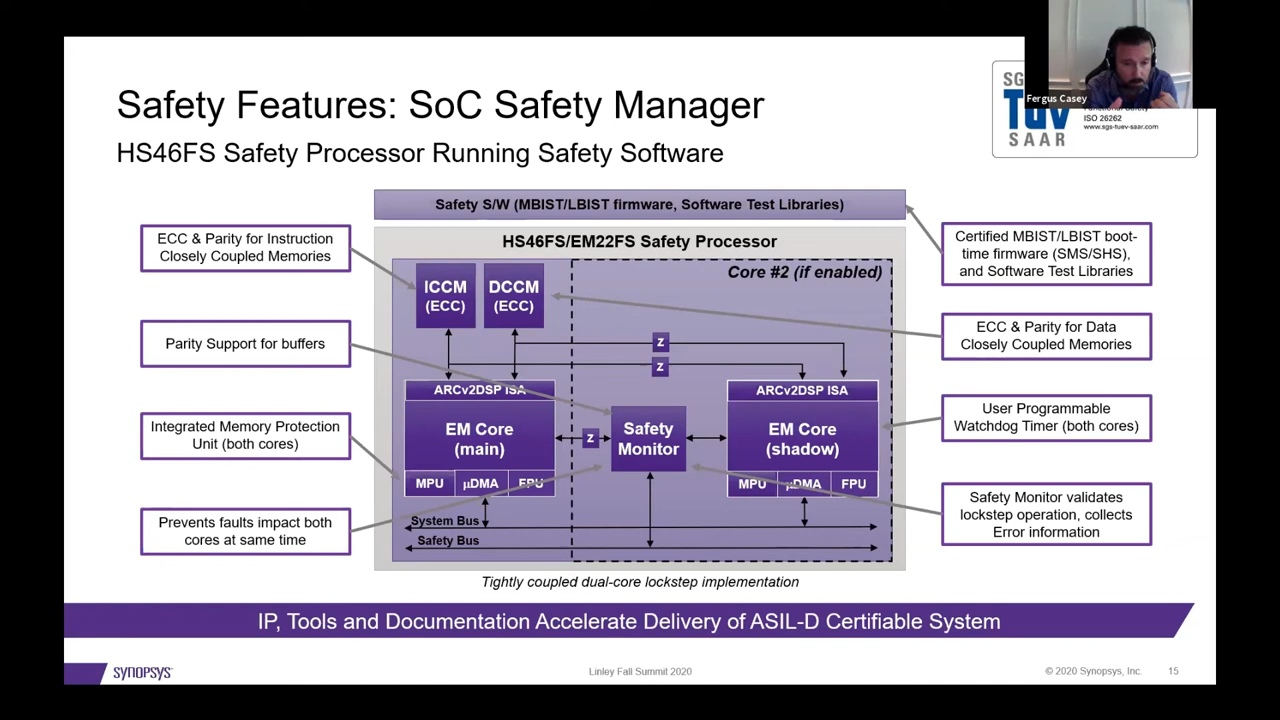 Safety Features: SoC Safety Manager
HS46FS Safety Processor Running Safety Software
Fergus Casey
SG
TÜV
SAAR
ISO 26262
www.sgs-tuev-saar.com
Safety S/W (MBIST/LBIST firmware, Software Test Libraries)
HS46FS/EM22FS Safety Processor
Core #2 (if enabled)
ECC & Parity for Instruction
Closely Coupled Memories
Parity Support for buffers
Integrated Memory Protection
Unit (both cores)
Prevents faults impact both
cores at same time
ICCM
(ECC)
DCCM
(ECC)
z
z
ARCv2DSP ISA
EM Core
(main)
MPU
µDMA
FPU
z
Safety
Monitor
ARCv2DSP ISA
EM Core
(shadow)
MPU
µDMA
FPU
System Bus
Safety Bus
Certified MBIST/LBIST boot-
time firmware (SMS/SHS),
and Software Test Libraries
ECC & Parity for Data
Closely Coupled Memories
User Programmable
Watchdog Timer (both cores)
Safety Monitor validates
lockstep operation, collects
Error information
Tightly coupled dual-core lockstep implementation
IP, Tools and Documentation Accelerate Delivery of ASIL-D Certifiable System
SYNOPSYS
Linley Fall Summit 2020
© 2020 Synopsys, Inc.
15